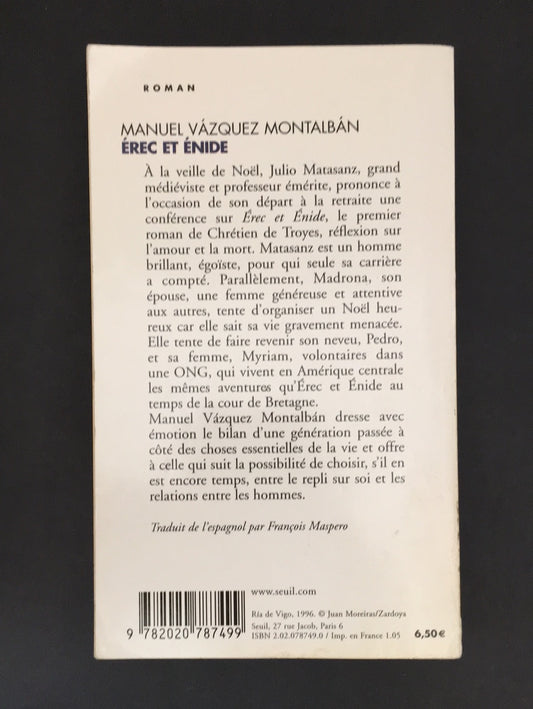 ROMAN
MANUEL VÁZQUEZ MONTALBÁN
ÉREC ET ÉNIDE
À la veille de Noël, Julio Matasanz, grand
médiéviste et professeur émérite, prononce à
l'occasion de son départ à la retraite une
conférence sur Érec et Énide, le premier
roman de Chrétien de Troyes, réflexion sur
l'amour et la mort. Matasanz est un homme
brillant, égoïste, pour qui seule sa carrière
a compté. Parallèlement, Madrona, son
épouse, une femme généreuse et attentive
aux autres, tente d'organiser un Noël heu-
reux car elle sait sa vie gravement menacée.
Elle tente de faire revenir son neveu, Pedro,
et sa femme, Myriam, volontaires dans
une ONG, qui vivent en Amérique centrale
les mêmes aventures qu'Érec et Énide au
temps de la cour de Bretagne.
Manuel Vázquez Montalbán dresse avec
émotion le bilan d'une génération passée à
côté des choses essentielles de la vie et offre
à celle qui suit la possibilité de choisir, s'il en
est encore temps, entre le repli sur soi et les
relations entre les hommes.
Traduit de l'espagnol par François Maspero
www.seuil.com
Ría de Vigo, 1996. © Juan Moreiras/Zardoya
Seuil, 27 rue Jacob, Paris 6
ISBN 2.02.078749.0 / Imp. en France 1.05
6,50 €
9 782020 787499